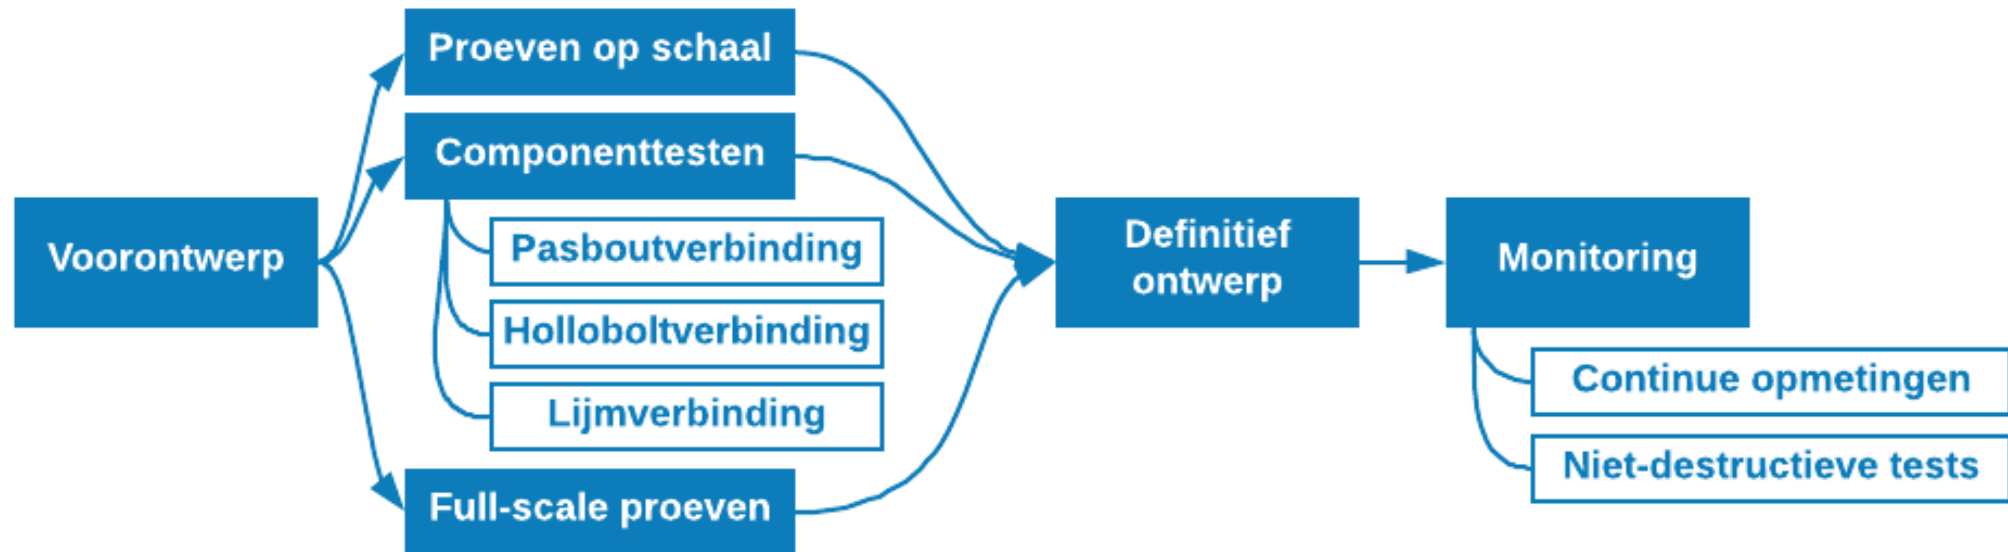 Voorontwerp
Proeven op schaal
Componenttesten
Pasboutverbinding
Holloboltverbinding
Lijmverbinding
Full-scale proeven
Definitief
ontwerp
Monitoring
Continue opmetingen
Niet-destructieve tests